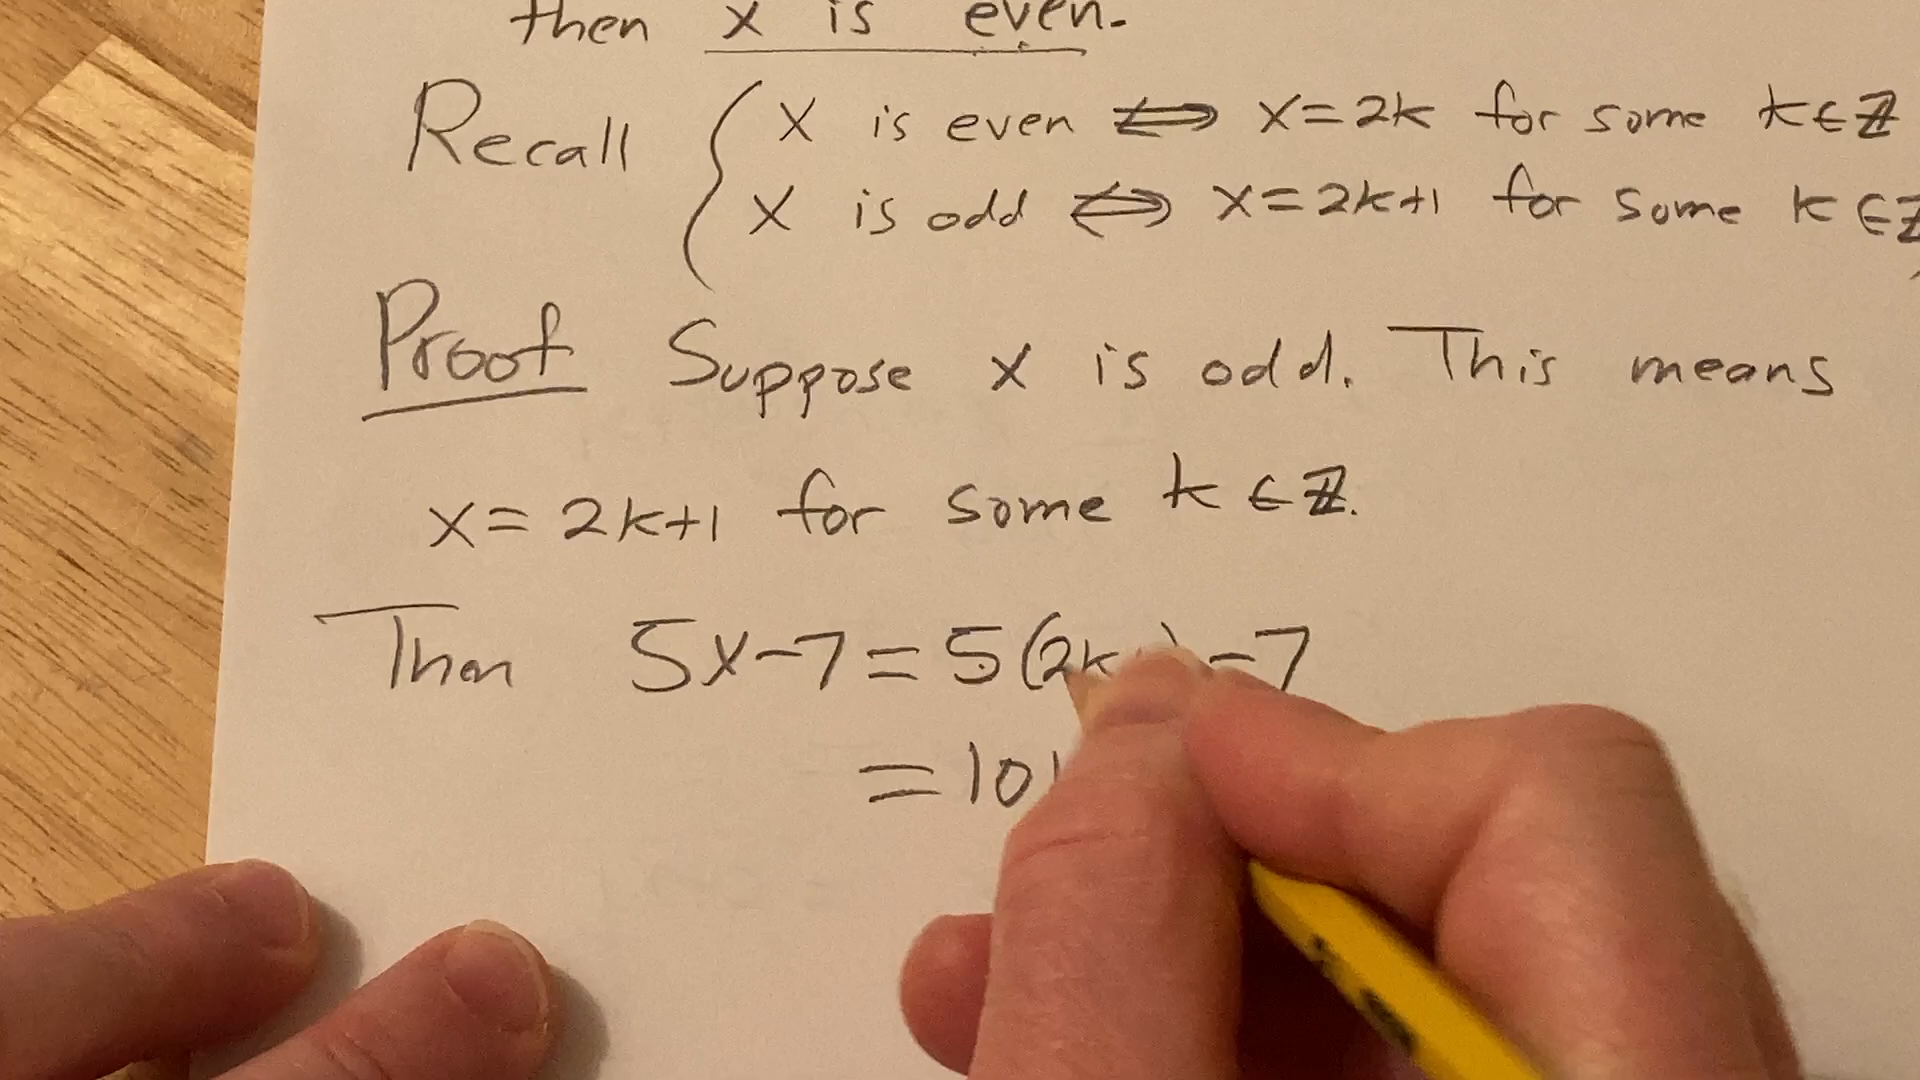 then x is even.
Recall { x is even ⟺ x=2k for some k∈ℤ
x is odd ⟺ x=2k+1 for some k∈ℤ
Proof Suppose x is odd. This means
x=2k+1 for some k∈ℤ.
Then 5x-7=5(2k )-7
=10